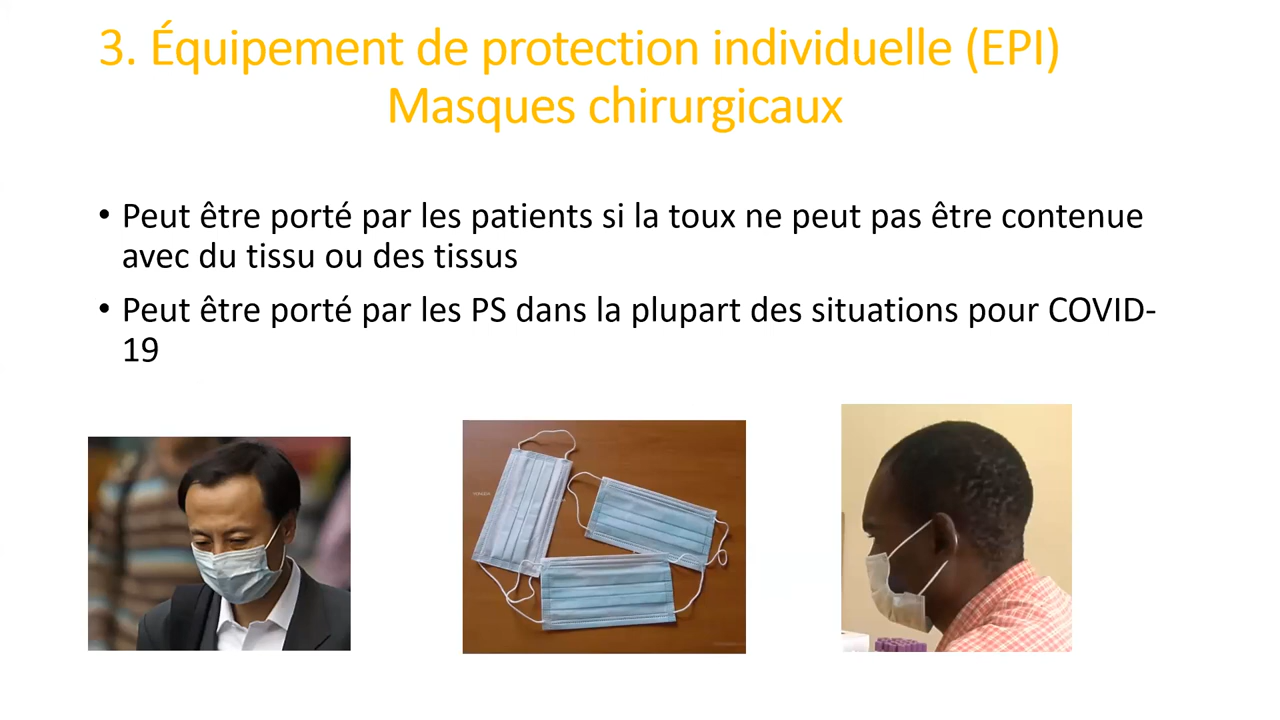 3. Équipement de protection individuelle (EPI)
Masques chirurgicaux
• Peut être porté par les patients si la toux ne peut pas être contenue
avec du tissu ou des tissus
• Peut être porté par les PS dans la plupart des situations pour COVID-
19